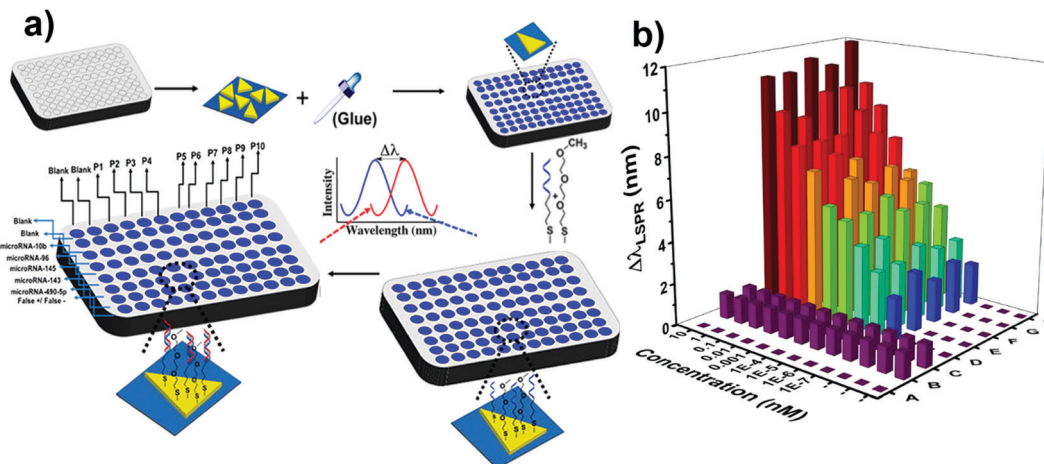 a)
b)
+
(Glue)
CH₃
O
O
+
O
S S
Blank
Blank
P1
P2
P3
P4
P5
P6
P7
P8
P9
P10
Δλ
Intensity
Wavelength (nm)
Blank
Blank
microRNA-10b
microRNA-96
microRNA-145
microRNA-143
microRNA-490-5p
False +/ False -
12
10
8
6
4
2
0
ΔλLSPR (nm)
10
1
0.1
0.01
0.001
1E-4
1E-5
1E-6
1E-7
Concentration (nM)
A
B
C
D
E
F
G